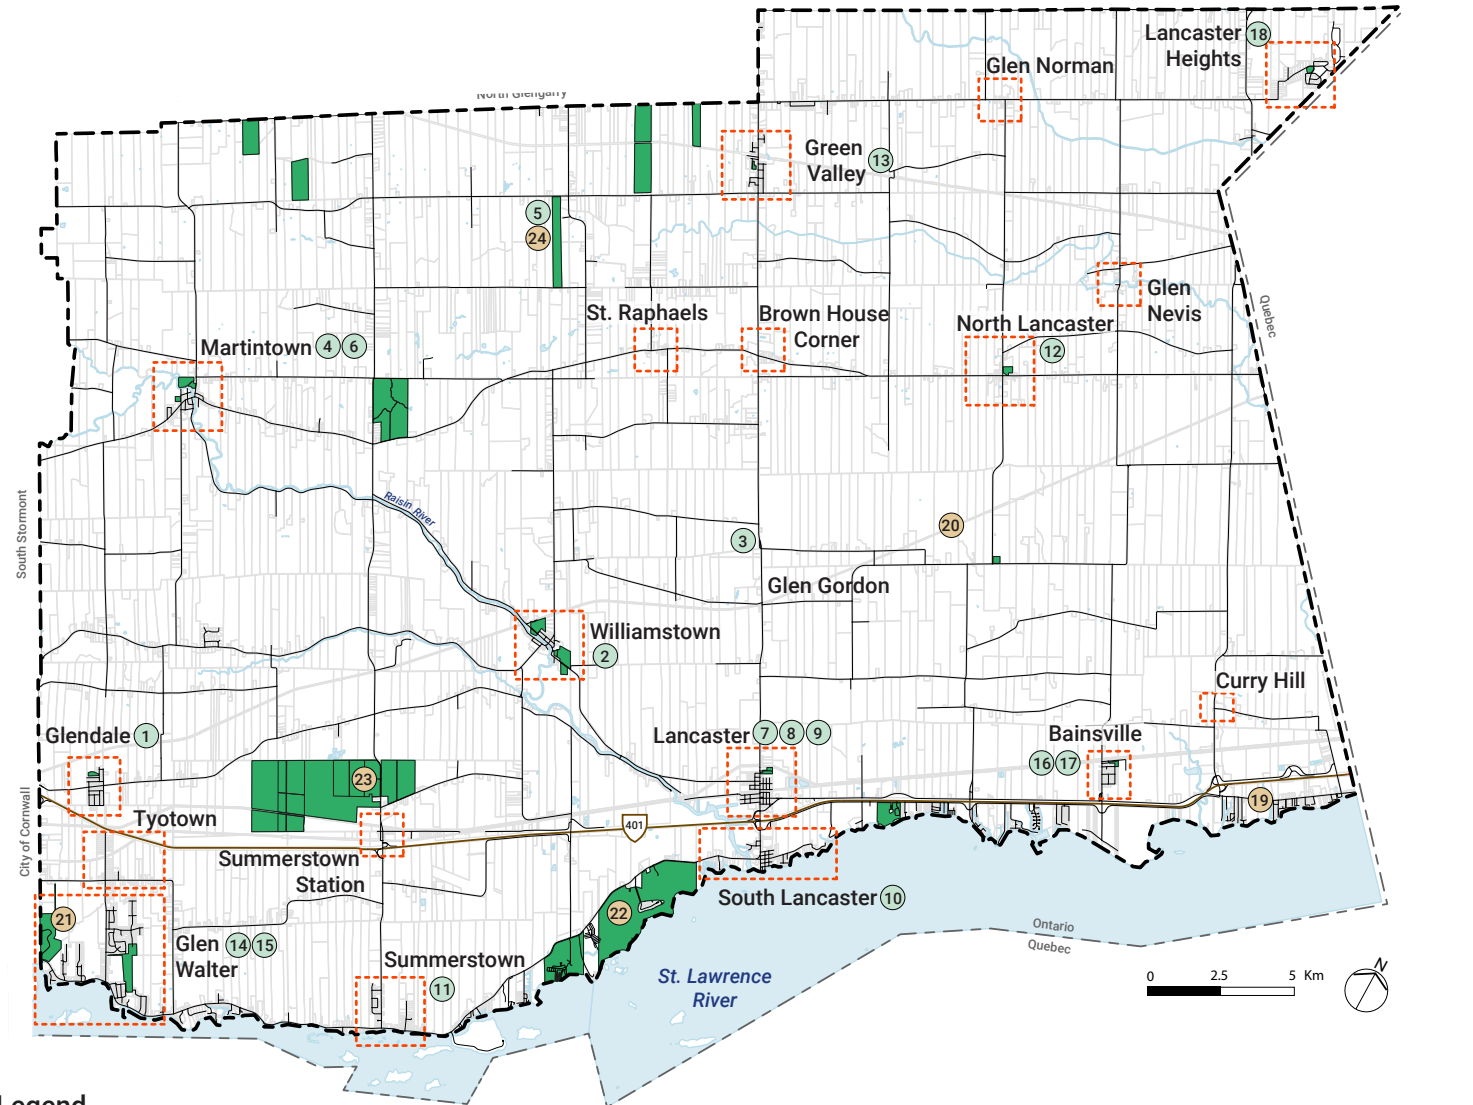 Lancaster 18
Heights
Glen Norman
North Glengarry
Green 13
Valley
5
24
St. Raphaels
Brown House
Corner
Glen
Nevis
Quebec
North Lancaster
12
Martintown 4 6
South Stormont
Raisin River
3
20
Glen Gordon
Williamstown
2
Curry Hill
Glendale 1
Lancaster 7 8 9
Bainsville
16 17
23
19
City of Cornwall
Tyotown
401
Summerstown
Station
South Lancaster 10
21
22
Glen 14 15
Walter
Summerstown
11
Ontario
Quebec
St. Lawrence
River
0 2.5 5 Km
N
Legend